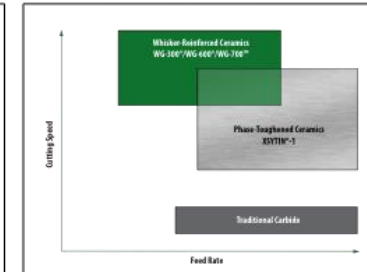 Whisker-Reinforced Ceramics
WG-300®/WG-600®/WG-700™
Phase-Toughened Ceramics
XSYTIN®-1
Traditional Carbide
Cutting Speed
Feed Rate